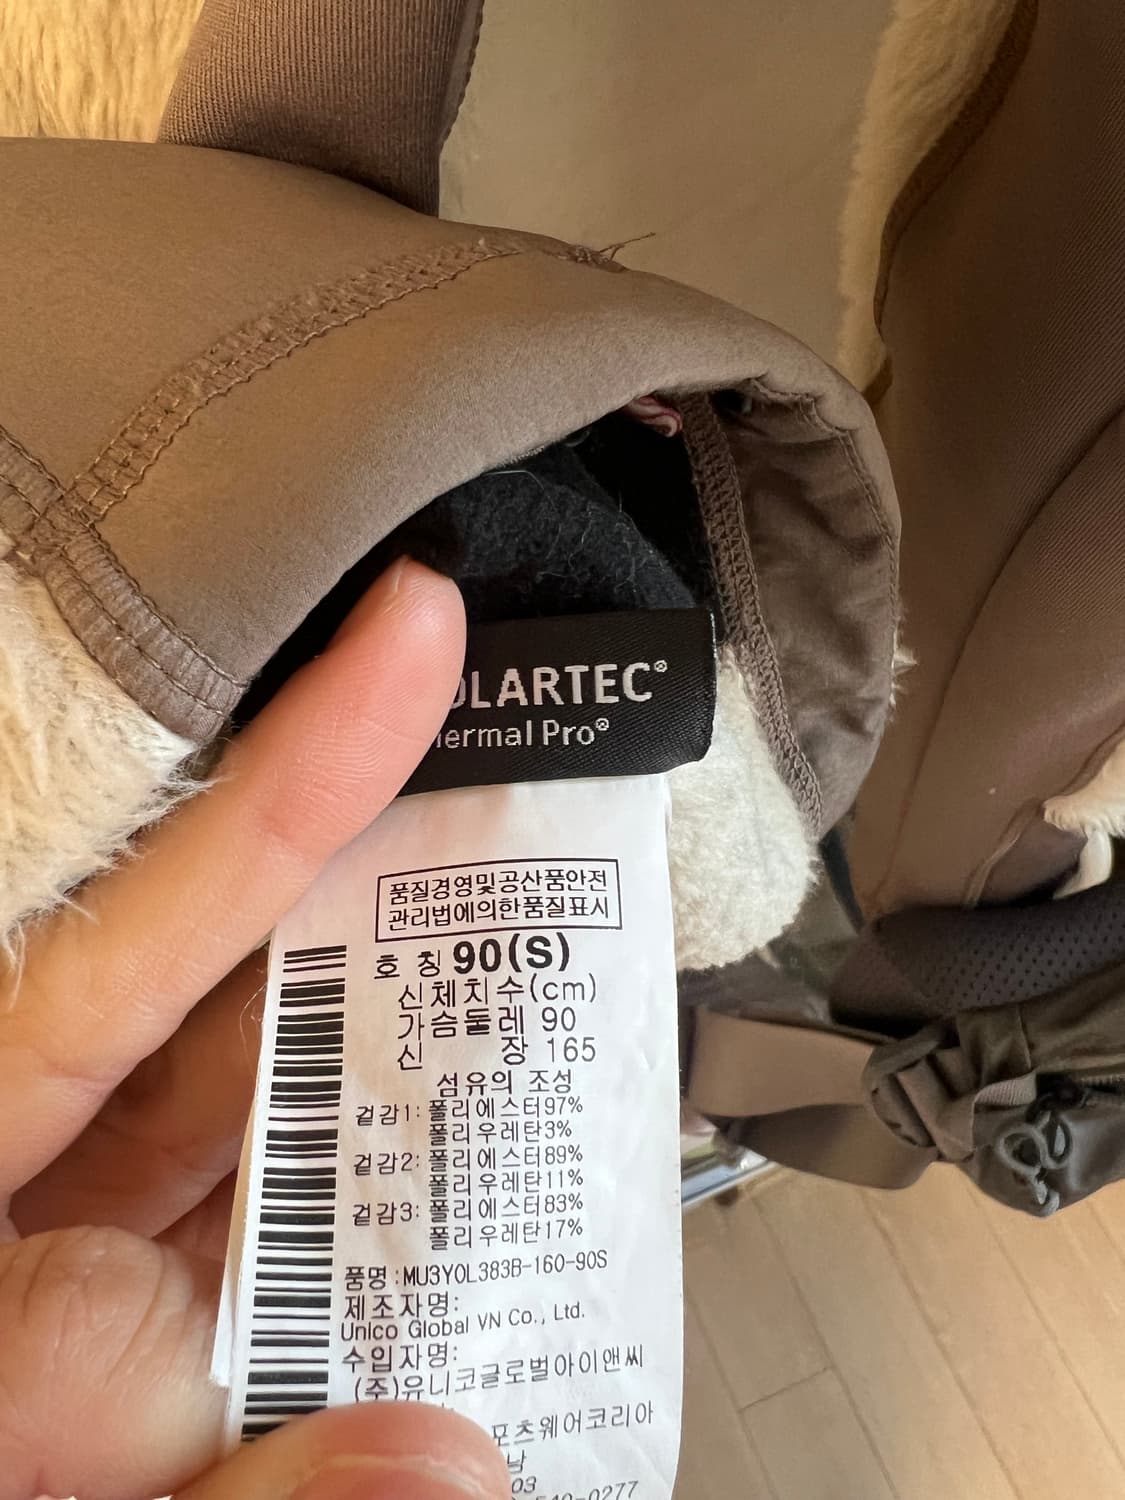 OLARTEC®
ermal Pro®
품질경영및공산품안전
관리법에의한품질표시
호 칭 90(S)
신체치수(cm)
가슴둘레 90
신 장 165
섬유의 조성
겉감1: 폴리에스터97%
폴리우레탄3%
겉감2: 폴리에스터89%
폴리우레탄11%
겉감3: 폴리에스터83%
폴리우레탄17%
품명:MU3Y0L383B-160-90S
제조자명:
Unico Global VN Co., Ltd.
수입자명:
(주)유니코글로벌아이앤씨
포츠웨어코리아
남
03
540-0277